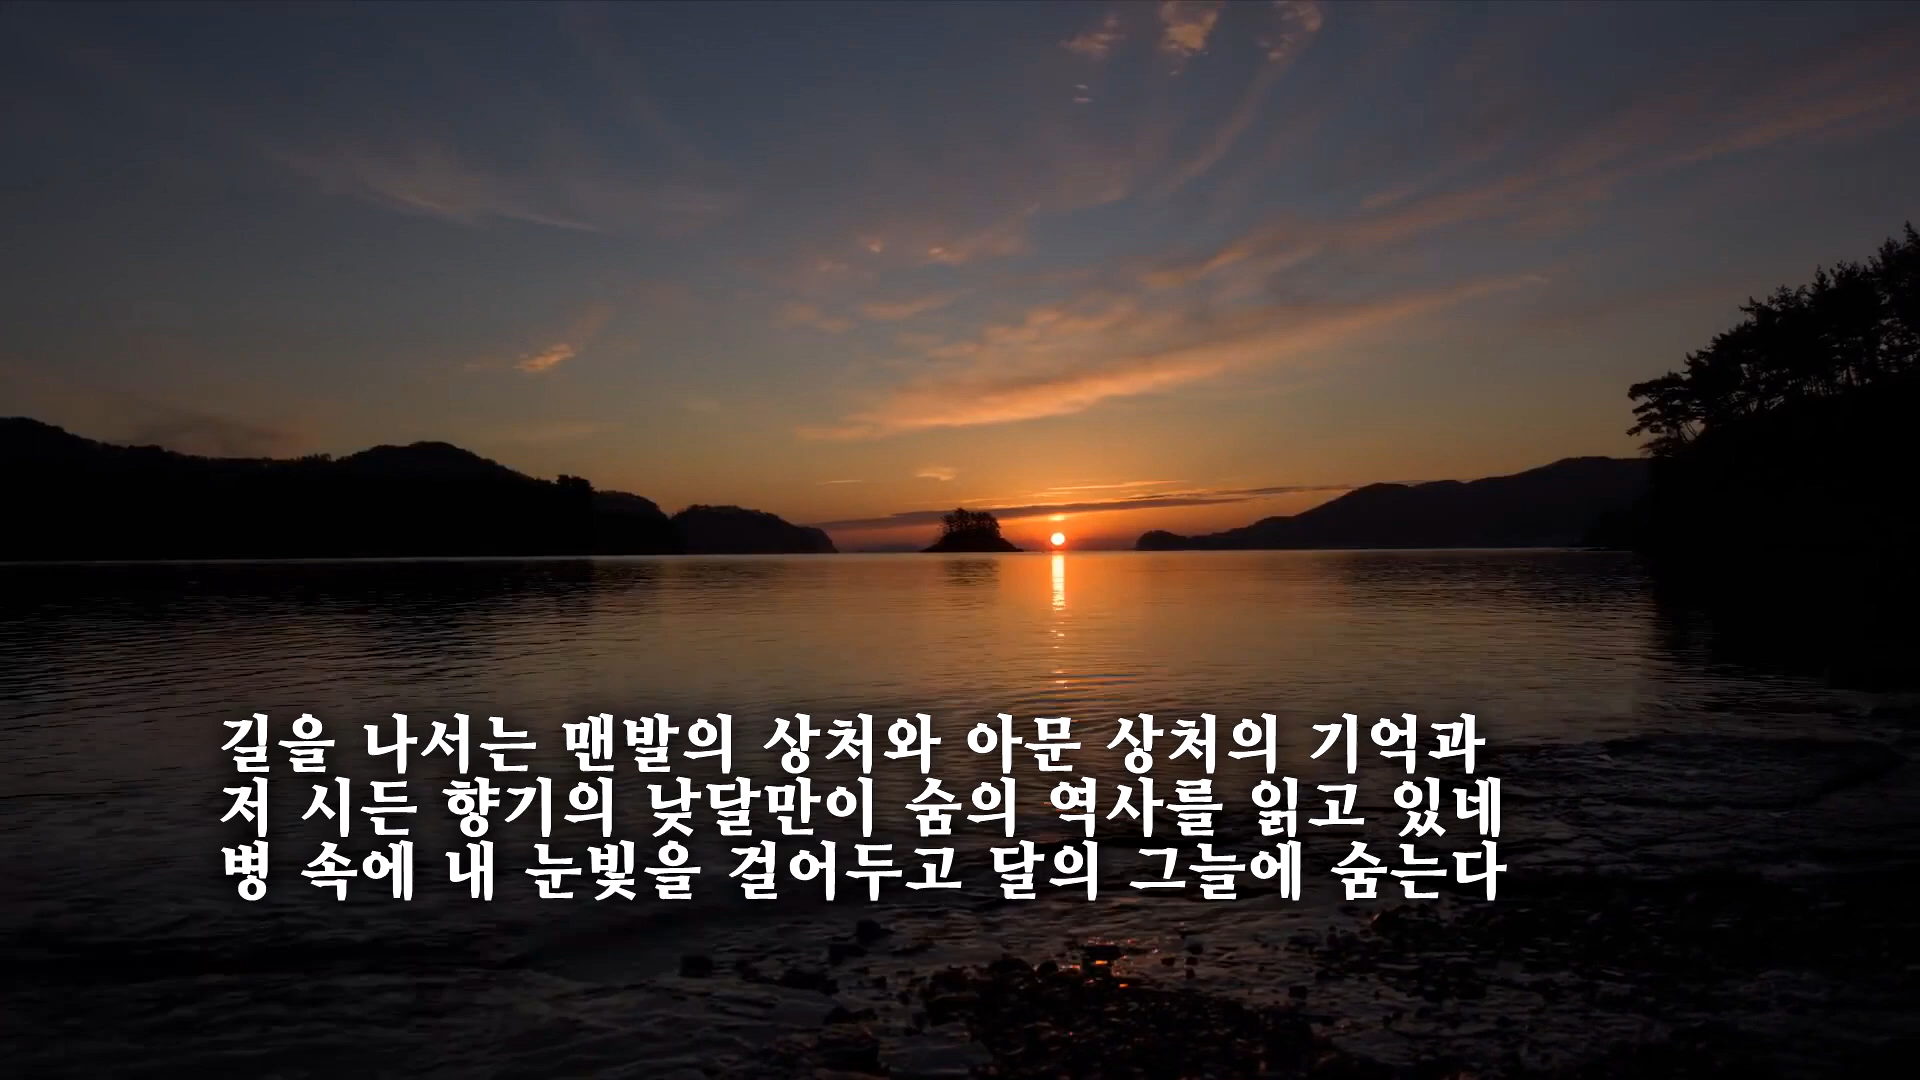 길을 나서는 맨발의 상처와 아문 상처의 기억과
저 시든 향기의 낮달만이 숨의 역사를 읽고 있네
병 속에 내 눈빛을 걸어두고 달의 그늘에 숨는다